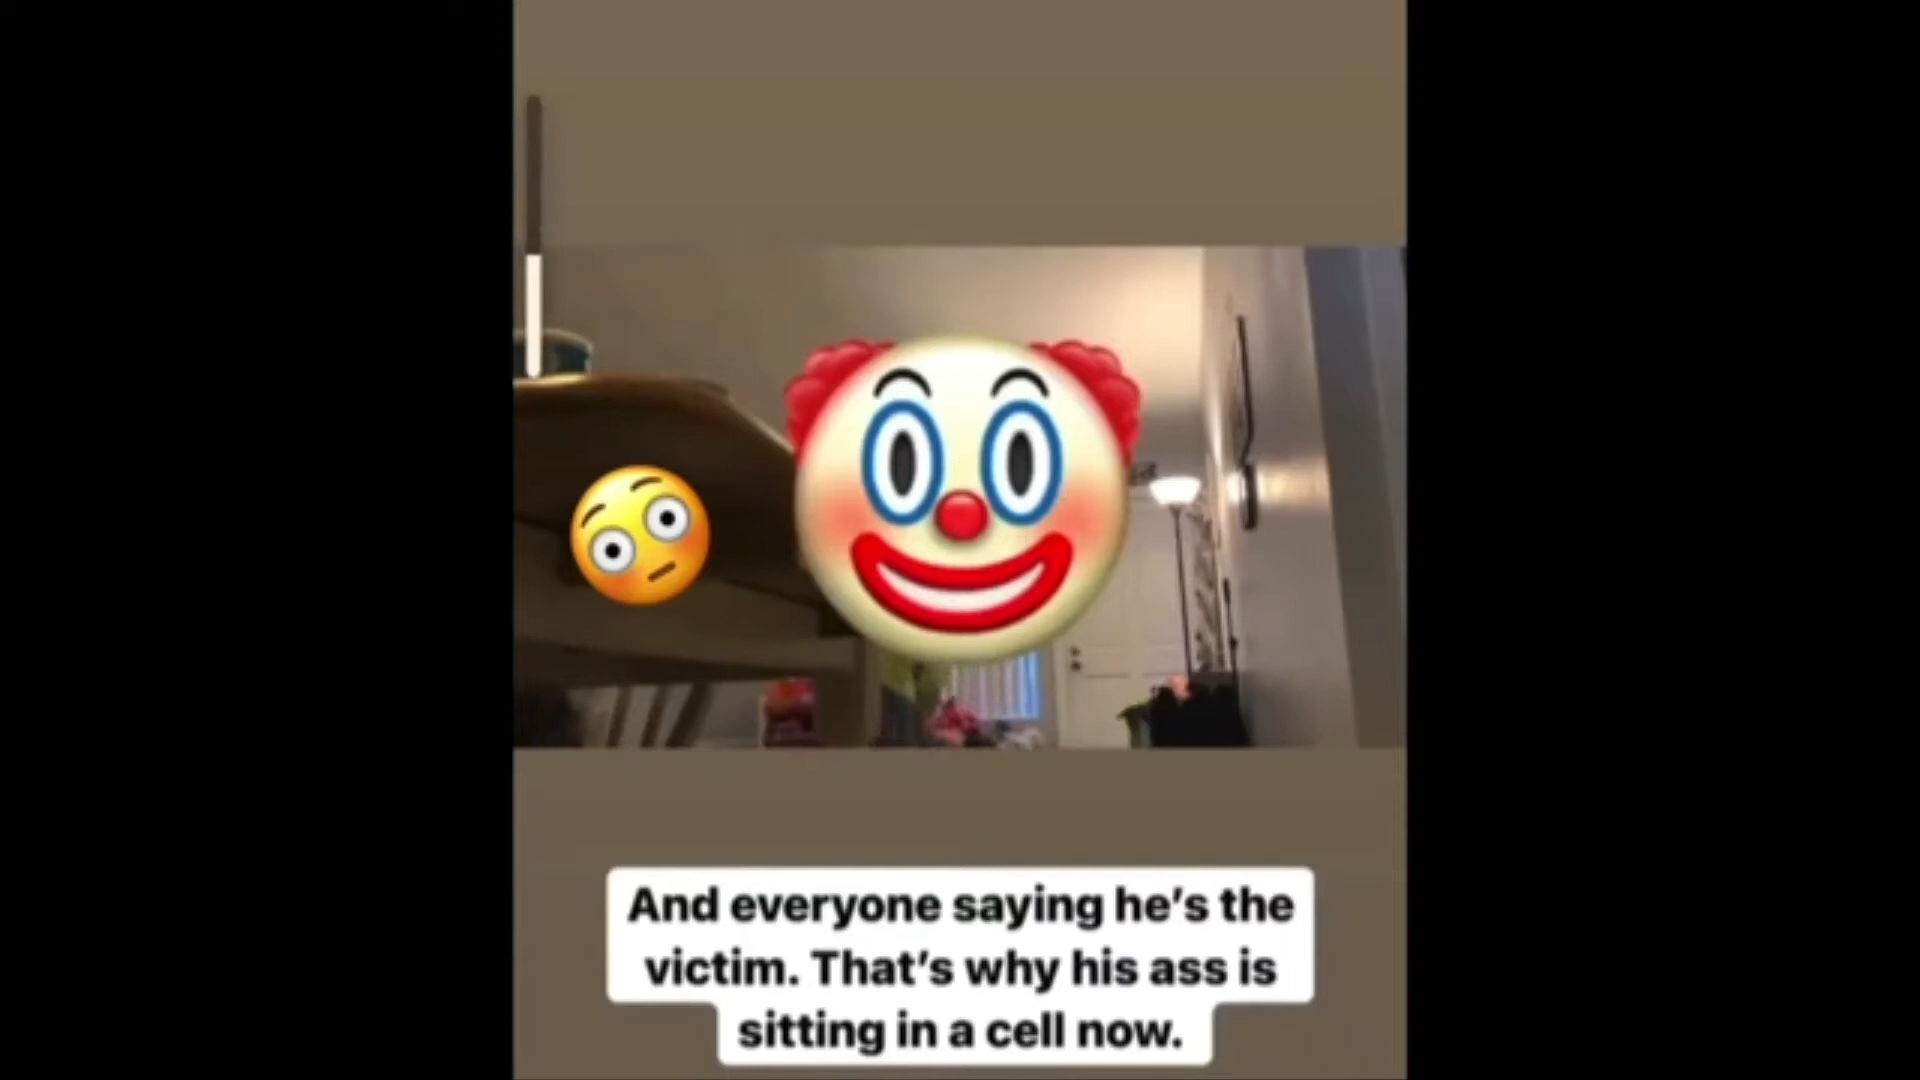 And everyone saying he's the
victim. That's why his ass is
sitting in a cell now.